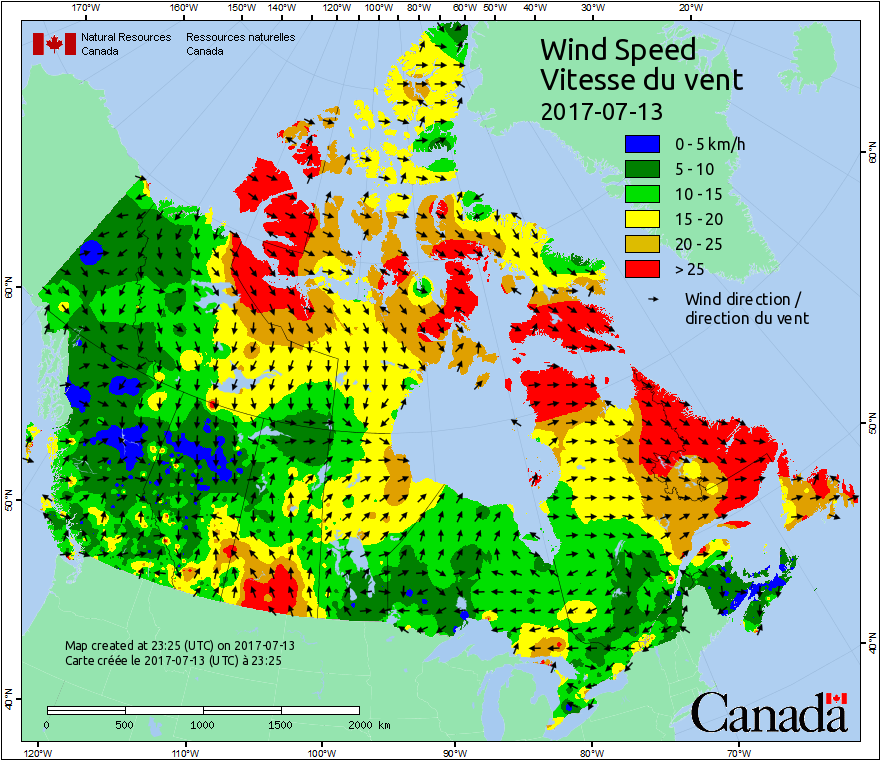 170°W 160°W 150°W 140°W 120°W 100°W 80°W 60°W 50°W 40°W 30°W 20°W
Natural Resources Ressources naturelles
Canada Canada
Wind Speed
Vitesse du vent
2017-07-13
0 - 5 km/h
5 - 10
10 - 15
15 - 20
20 - 25
> 25
Wind direction /
direction du vent
60°N
60°N
50°N
50°N
40°N
40°N
Map created at 23:25 (UTC) on 2017-07-13
Carte créée le 2017-07-13 (UTC) à 23:25
0 500 1000 1500 2000 km
Canada
120°W 110°W 100°W 90°W 80°W 70°W